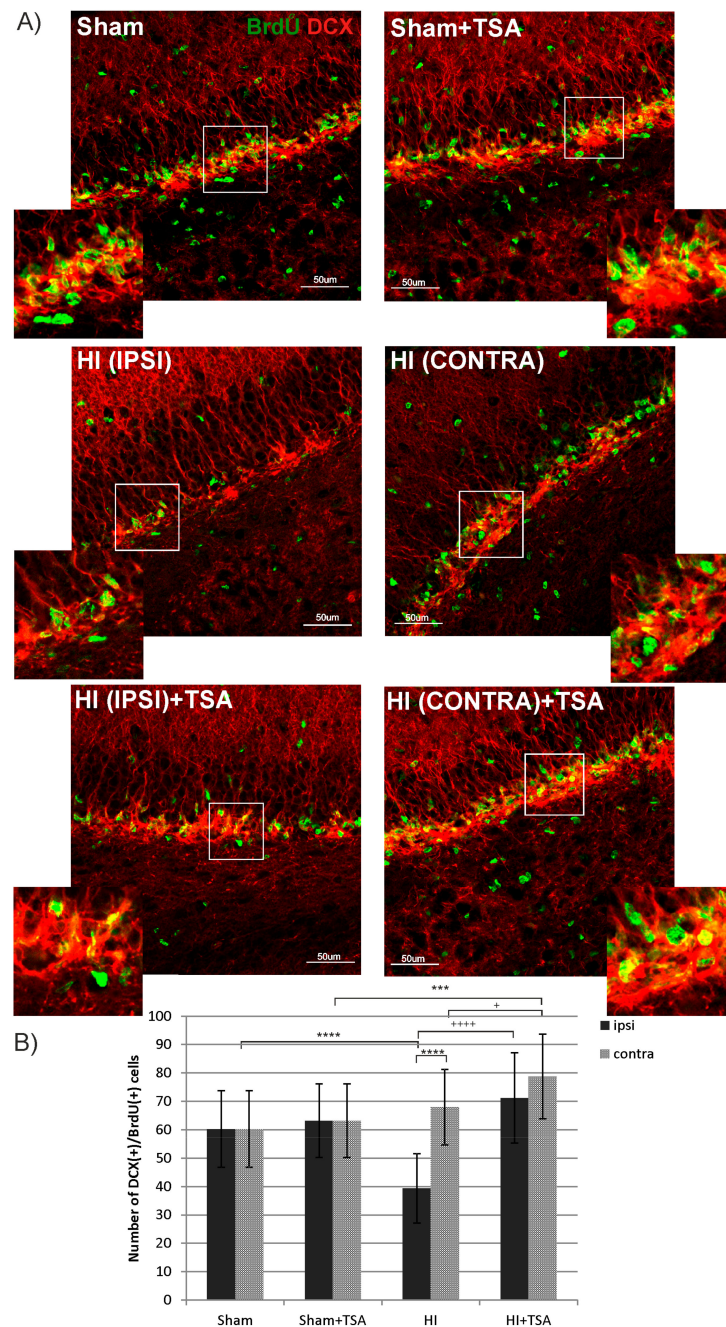 A)
Sham BrdU DCX
Sham+TSA
50um
50um
HI (IPSI)
HI (CONTRA)
50um
50um
HI (IPSI)+TSA
HI (CONTRA)+TSA
50um
50um
B)
***
+
****
++++
****
ipsi
contra
Number of DCX(+)/BrdU(+) cells
100
90
80
70
60
50
40
30
20
10
0
Sham Sham+TSA HI HI+TSA